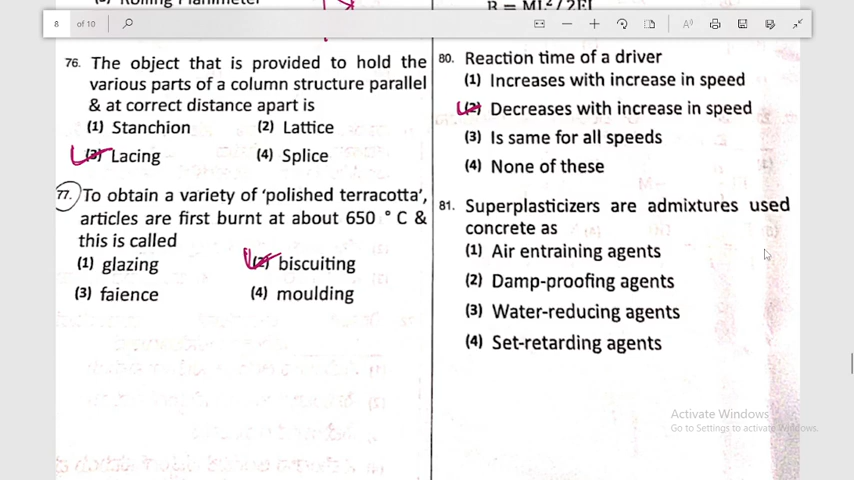 (3) Rolling Planimeter
R = ML²/2EI
8 of 10
76. The object that is provided to hold the
various parts of a column structure parallel
& at correct distance apart is
(1) Stanchion (2) Lattice
(3) Lacing (4) Splice
77. To obtain a variety of ‘polished terracotta’,
articles are first burnt at about 650 ° C &
this is called
(1) glazing (2) biscuiting
(3) faience (4) moulding
80. Reaction time of a driver
(1) Increases with increase in speed
(2) Decreases with increase in speed
(3) Is same for all speeds
(4) None of these
81. Superplasticizers are admixtures used
concrete as
(1) Air entraining agents
(2) Damp-proofing agents
(3) Water-reducing agents
(4) Set-retarding agents
Activate Windows
Go to Settings to activate Windows.